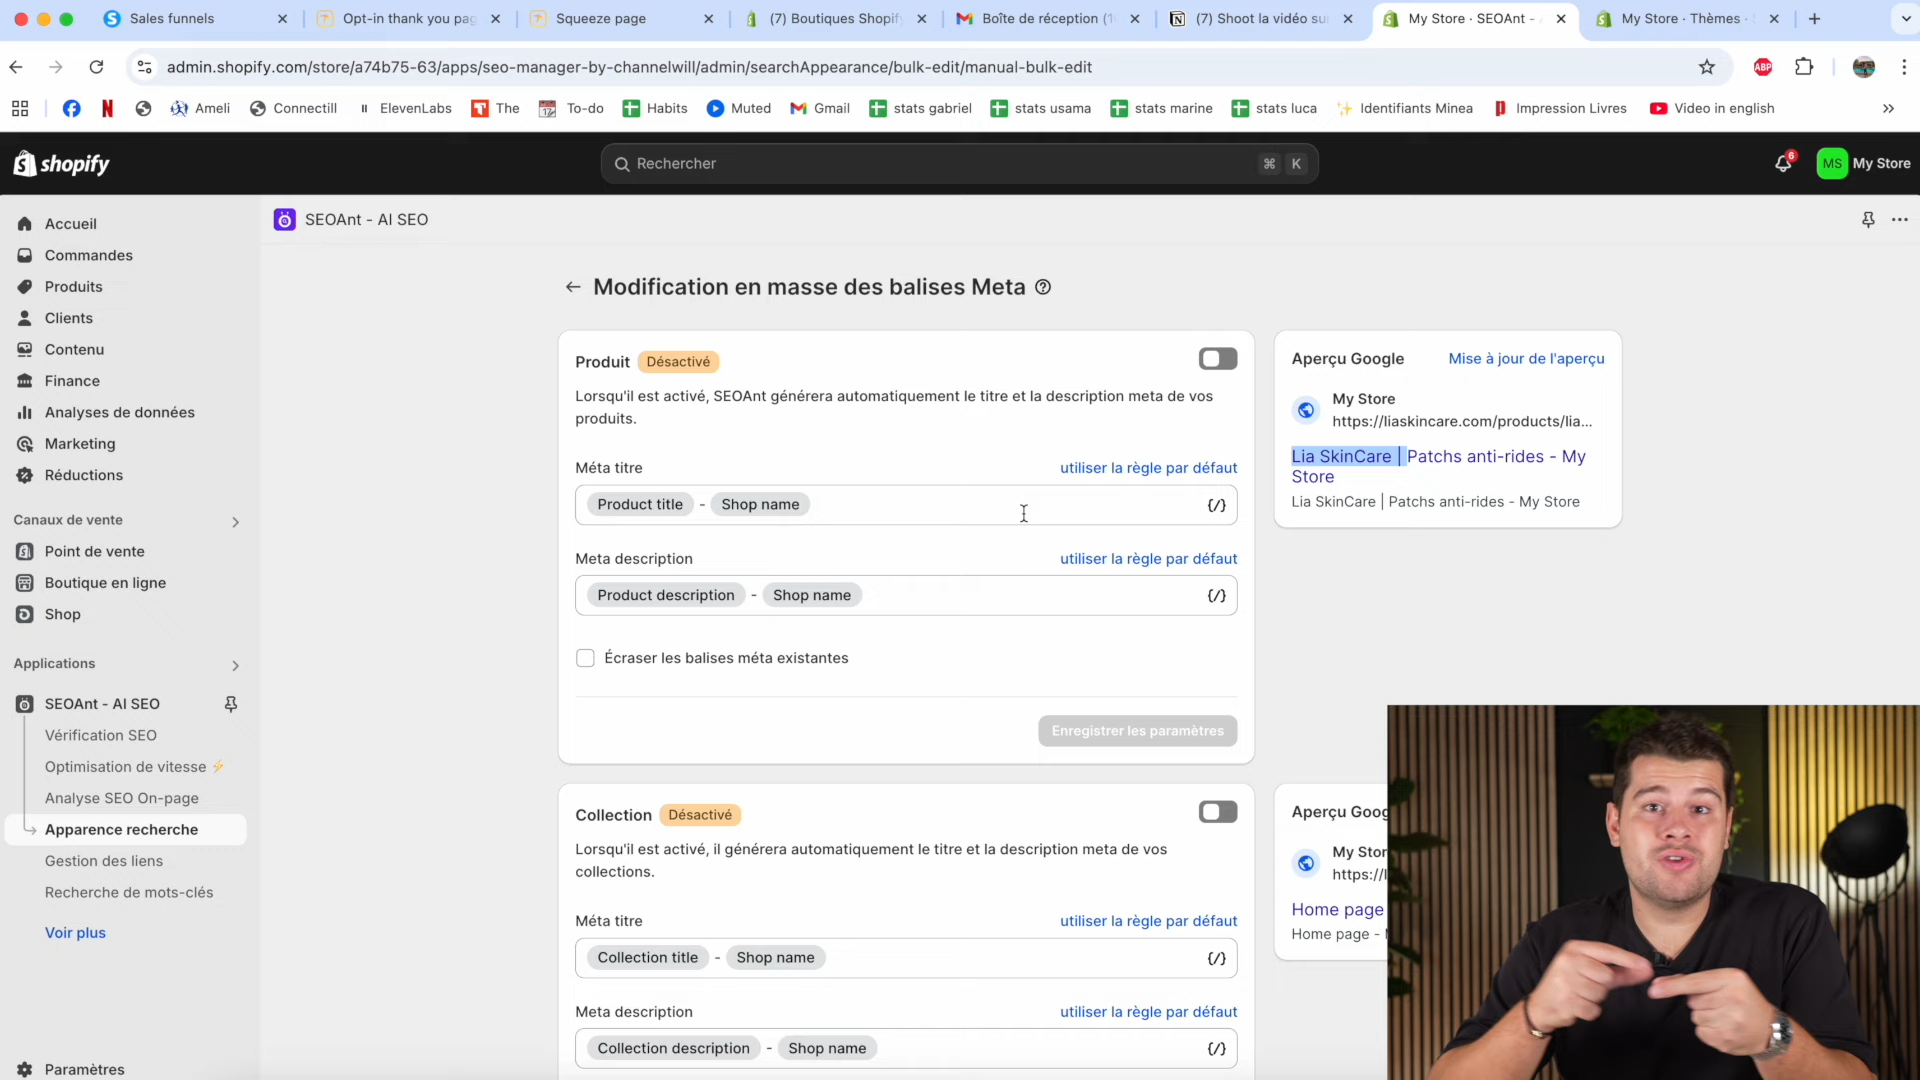 Sales funnels
Opt-in thank you pag
Squeeze page
(7) Boutiques Shopify
Boîte de réception (1
(7) Shoot la vidéo su
My Store · SEOAnt -
My Store · Thèmes ·
admin.shopify.com/store/a74b75-63/apps/seo-manager-by-channelwill/admin/searchAppearance/bulk-edit/manual-bulk-edit
ABP
Ameli
Connectill
ElevenLabs
The
To-do
Habits
Muted
Gmail
stats gabriel
stats usama
stats marine
stats luca
Identifiants Minea
Impression Livres
Video in english
shopify
Rechercher
⌘ K
6
MS
My Store
Accueil
Commandes
Produits
Clients
Contenu
Finance
Analyses de données
Marketing
Réductions
Canaux de vente
Point de vente
Boutique en ligne
Shop
Applications
SEOAnt - AI SEO
Vérification SEO
Optimisation de vitesse ⚡
Analyse SEO On-page
Apparence recherche
Gestion des liens
Recherche de mots-clés
Voir plus
Paramètres
SEOAnt - AI SEO
Modification en masse des balises Meta
Produit Désactivé
Lorsqu'il est activé, SEOAnt générera automatiquement le titre et la description meta de vos
produits.
Méta titre utiliser la règle par défaut
Product title - Shop name {/}
Meta description utiliser la règle par défaut
Product description - Shop name {/}
Écraser les balises méta existantes
Enregistrer les paramètres
Aperçu Google Mise à jour de l'aperçu
My Store
https://liaskincare.com/products/lia...
Lia SkinCare | Patchs anti-rides - My
Store
Lia SkinCare | Patchs anti-rides - My Store
Collection Désactivé
Lorsqu'il est activé, il générera automatiquement le titre et la description meta de vos
collections.
Méta titre utiliser la règle par défaut
Collection title - Shop name {/}
Meta description utiliser la règle par défaut
Collection description - Shop name {/}
Aperçu Goog
My Stor
https://l
Home page
Home page -